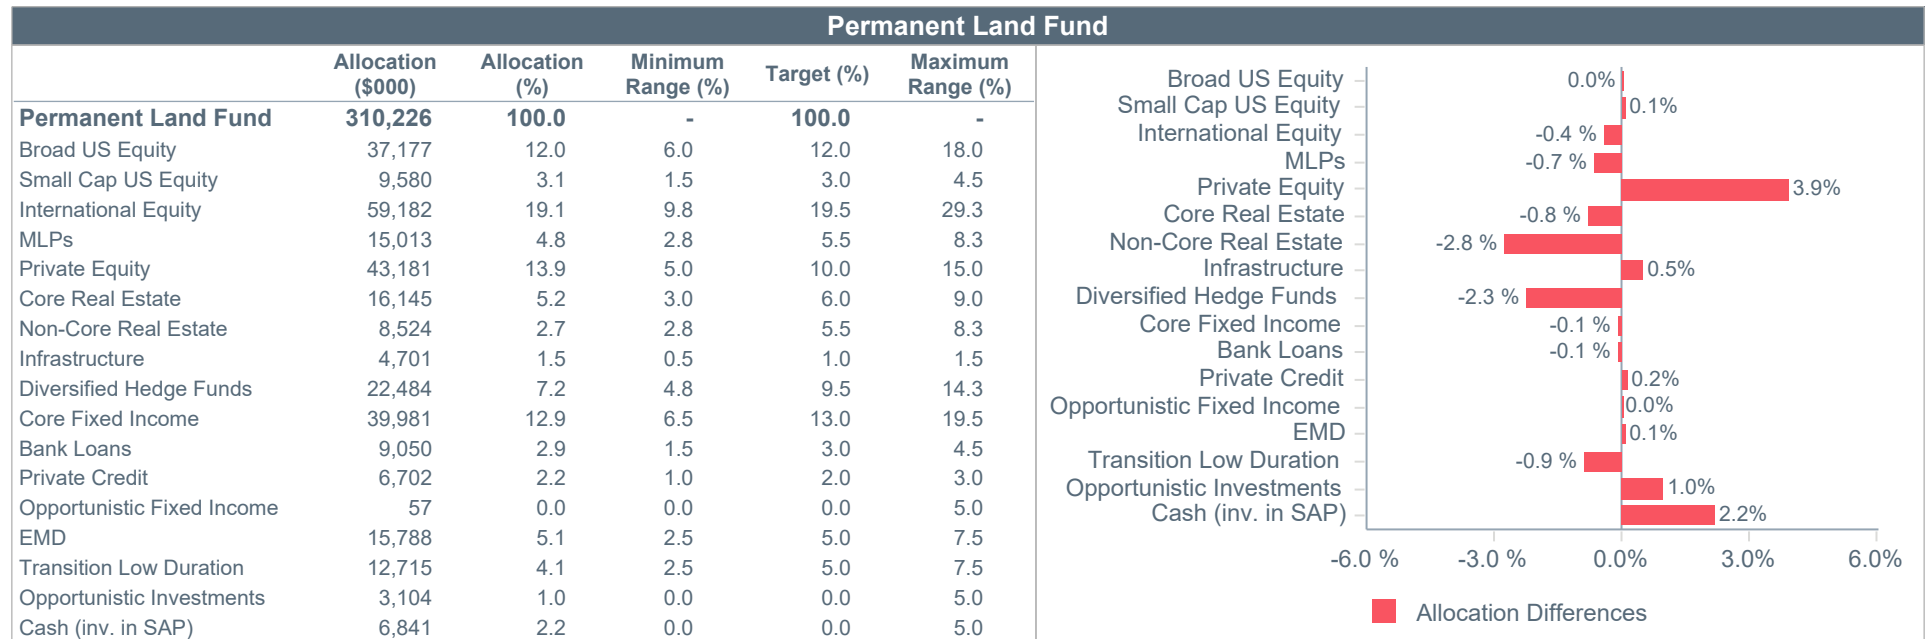 Permanent Land Fund
Allocation ($000) Allocation (%) Minimum Range (%) Target (%) Maximum Range (%)
Permanent Land Fund 310,226 100.0 - 100.0 -
Broad US Equity 37,177 12.0 6.0 12.0 18.0
Small Cap US Equity 9,580 3.1 1.5 3.0 4.5
International Equity 59,182 19.1 9.8 19.5 29.3
MLPs 15,013 4.8 2.8 5.5 8.3
Private Equity 43,181 13.9 5.0 10.0 15.0
Core Real Estate 16,145 5.2 3.0 6.0 9.0
Non-Core Real Estate 8,524 2.7 2.8 5.5 8.3
Infrastructure 4,701 1.5 0.5 1.0 1.5
Diversified Hedge Funds 22,484 7.2 4.8 9.5 14.3
Core Fixed Income 39,981 12.9 6.5 13.0 19.5
Bank Loans 9,050 2.9 1.5 3.0 4.5
Private Credit 6,702 2.2 1.0 2.0 3.0
Opportunistic Fixed Income 57 0.0 0.0 0.0 5.0
EMD 15,788 5.1 2.5 5.0 7.5
Transition Low Duration 12,715 4.1 2.5 5.0 7.5
Opportunistic Investments 3,104 1.0 0.0 0.0 5.0
Cash (inv. in SAP) 6,841 2.2 0.0 0.0 5.0
Broad US Equity 0.0%
Small Cap US Equity 0.1%
International Equity -0.4 %
MLPs -0.7 %
Private Equity 3.9%
Core Real Estate -0.8 %
Non-Core Real Estate -2.8 %
Infrastructure 0.5%
Diversified Hedge Funds -2.3 %
Core Fixed Income -0.1 %
Bank Loans -0.1 %
Private Credit 0.2%
Opportunistic Fixed Income 0.0%
EMD 0.1%
Transition Low Duration -0.9 %
Opportunistic Investments 1.0%
Cash (inv. in SAP) 2.2%
-6.0 % -3.0 % 0.0% 3.0% 6.0%
Allocation Differences